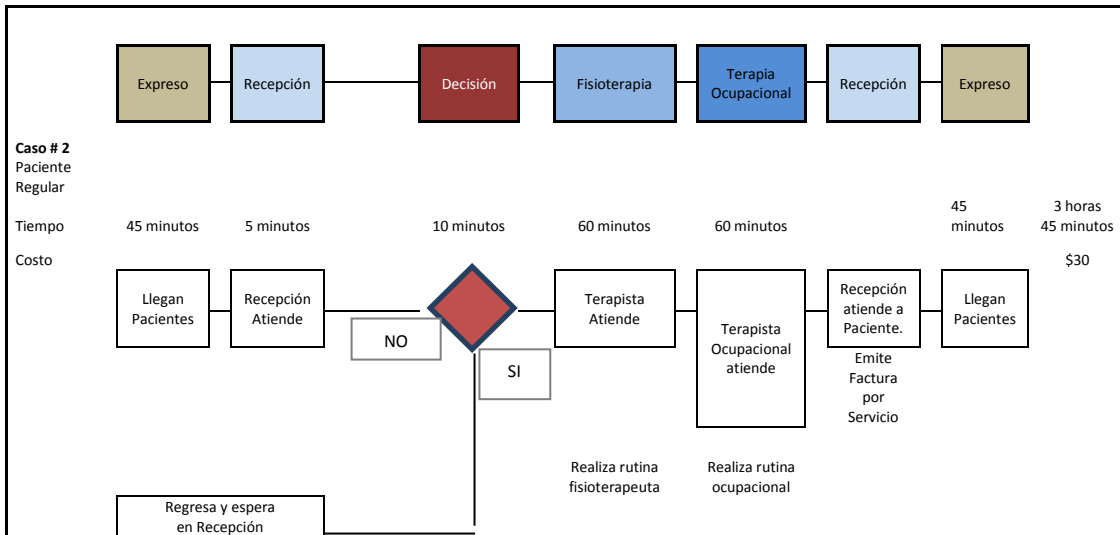 Expreso
Recepción
Decisión
Fisioterapia
Terapia
Ocupacional
Recepción
Expreso
Caso # 2
Paciente
Regular
Tiempo
45 minutos
5 minutos
10 minutos
60 minutos
60 minutos
45
minutos
3 horas
45 minutos
Costo
$30
Llegan
Pacientes
Recepción
Atiende
NO
SI
Terapista
Atiende
Terapista
Ocupacional
atiende
Recepción
atiende a
Paciente.
Emite
Factura
por
Servicio
Llegan
Pacientes
Realiza rutina
fisioterapeuta
Realiza rutina
ocupacional
Regresa y espera
en Recepción